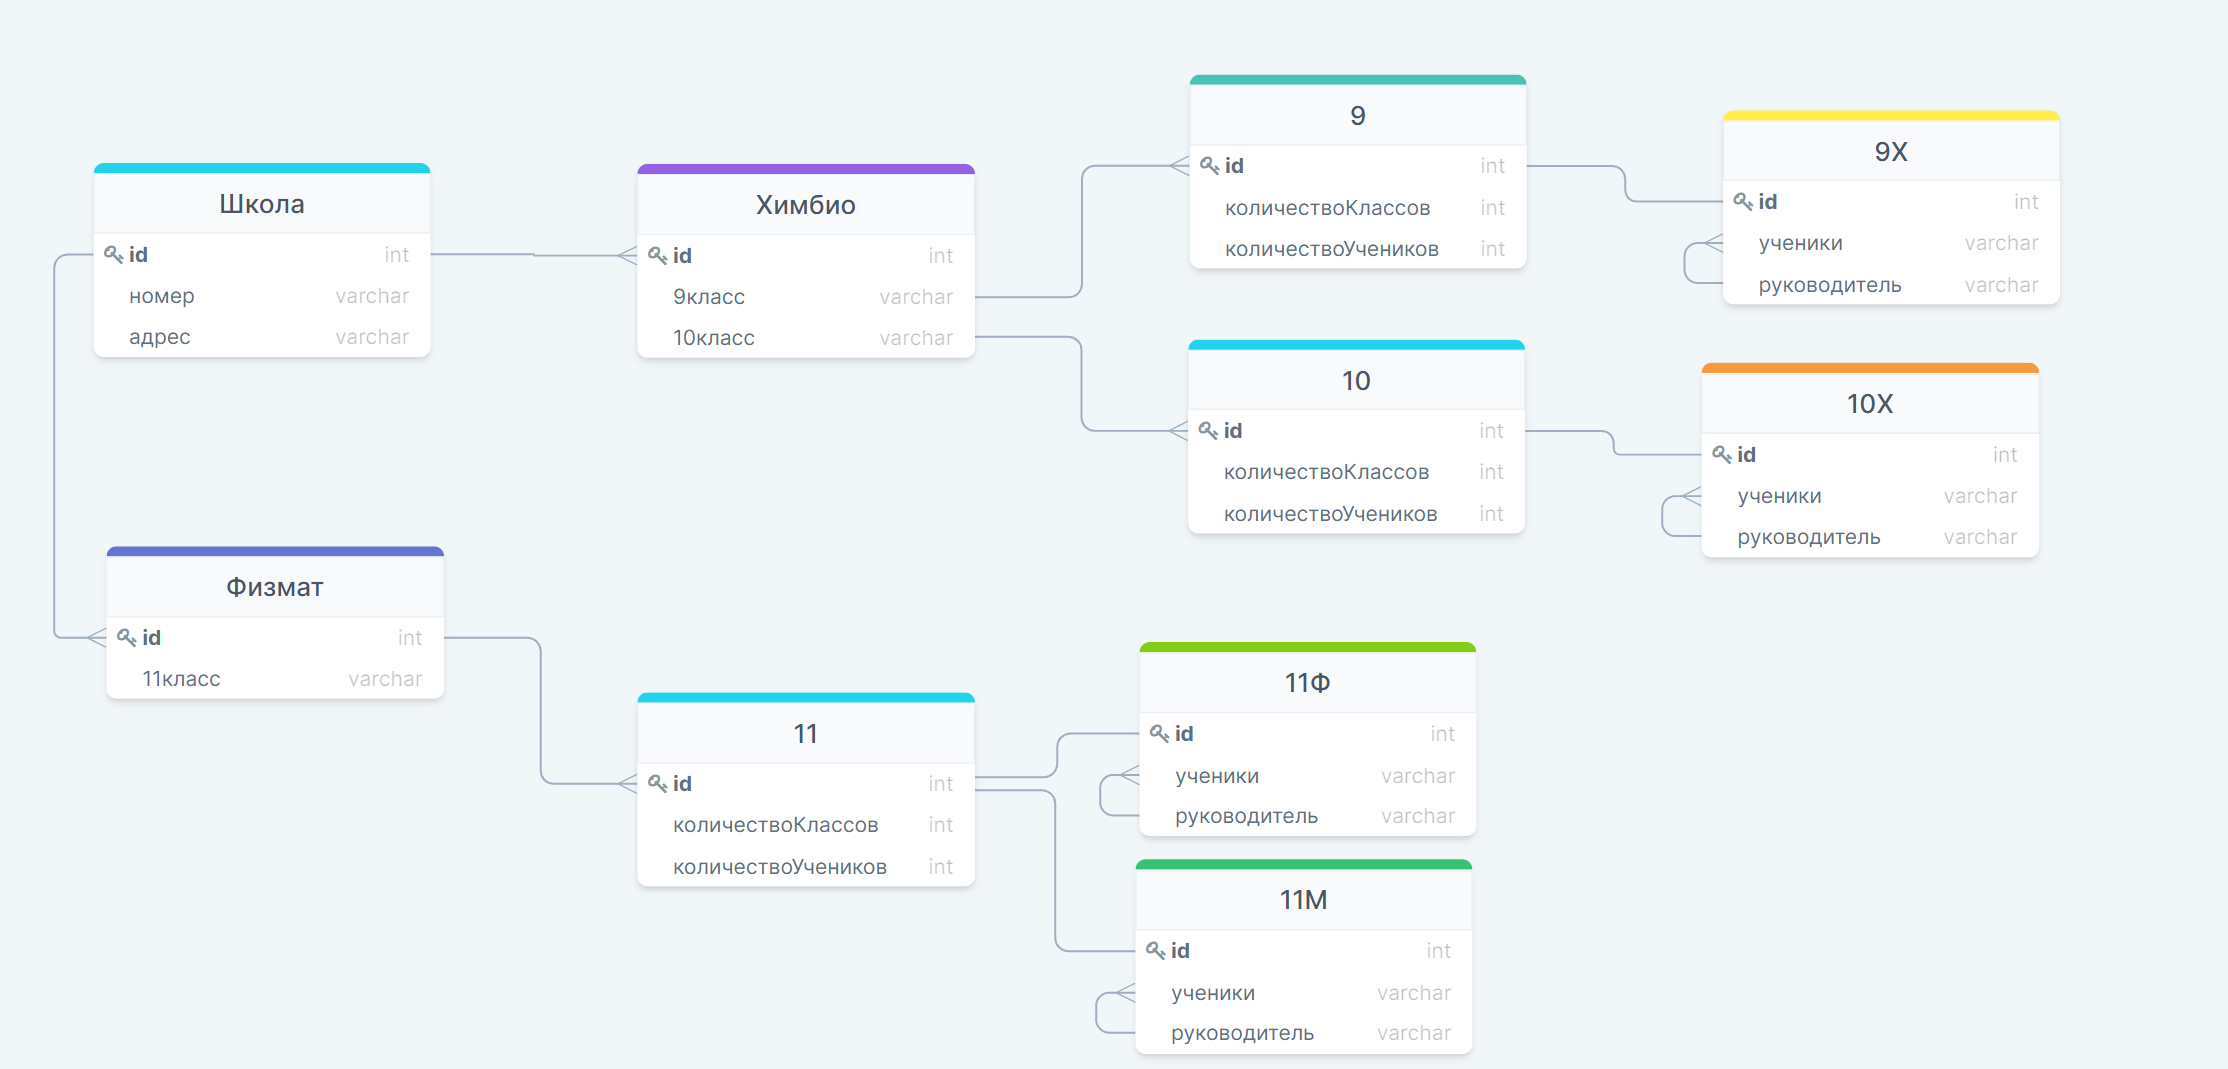 Школа
id int
номер varchar
адрес varchar
Химбио
id int
9класс varchar
10класс varchar
9
id int
количествоКлассов int
количествоУчеников int
9Х
id int
ученики varchar
руководитель varchar
10
id int
количествоКлассов int
количествоУчеников int
10Х
id int
ученики varchar
руководитель varchar
Физмат
id int
11класс varchar
11
id int
количествоКлассов int
количествоУчеников int
11Ф
id int
ученики varchar
руководитель varchar
11М
id int
ученики varchar
руководитель varchar